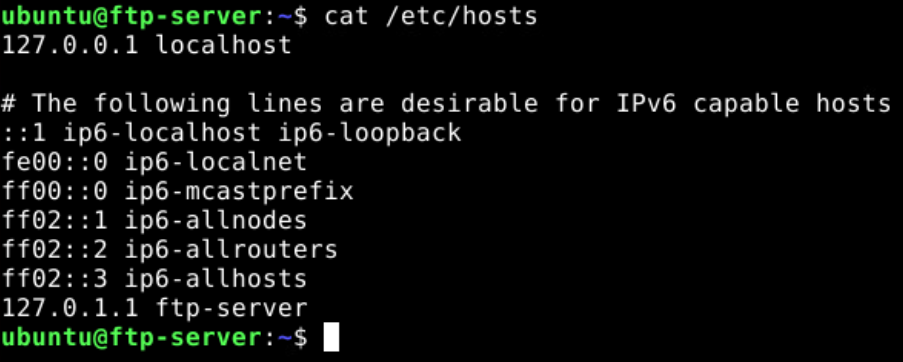 ubuntu@ftp-server:~$ cat /etc/hosts
127.0.0.1 localhost
# The following lines are desirable for IPv6 capable hosts
::1 ip6-localhost ip6-loopback
fe00::0 ip6-localnet
ff00::0 ip6-mcastprefix
ff02::1 ip6-allnodes
ff02::2 ip6-allrouters
ff02::3 ip6-allhosts
127.0.1.1 ftp-server
ubuntu@ftp-server:~$